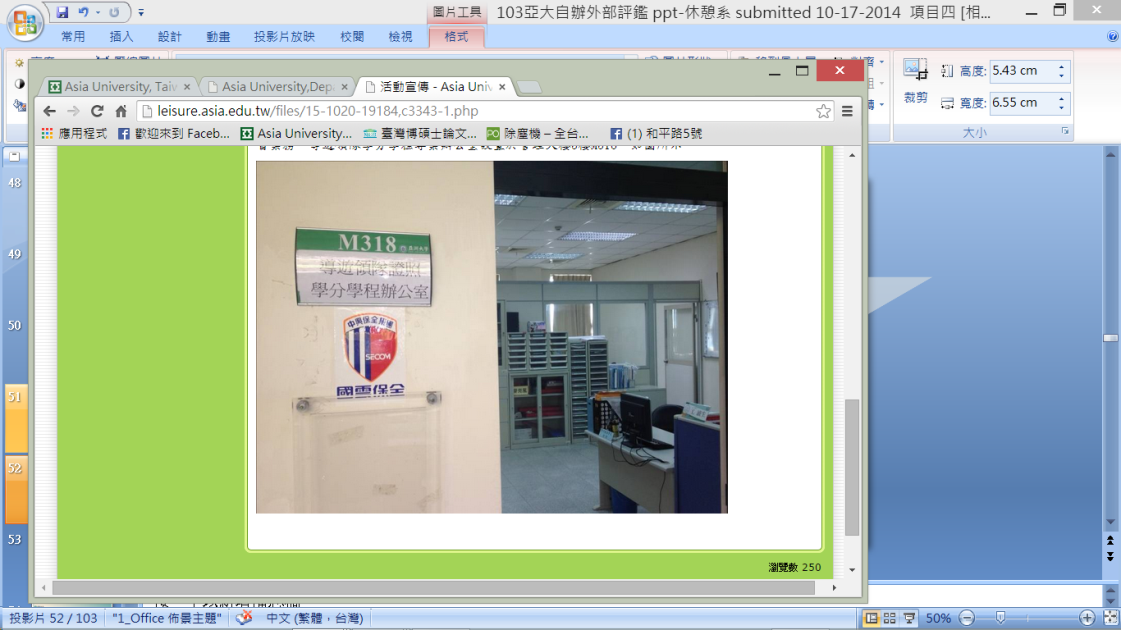 圖片工具
103亞大自辦外部評鑑 ppt-休憩系 submitted 10-17-2014 項目四 [相...
常用 插入 設計 動畫 投影片放映 校閱 檢視 格式
裁剪
高度: 5.43 cm
寬度: 6.55 cm
大小
Asia University, Taiv
Asia University,Dep
活動宣傳 - Asia Univ
leisure.asia.edu.tw/files/15-1020-19184,c3343-1.php
應用程式 歡迎來到 Faceb... Asia University... 臺灣博碩士論文... 除塵機 – 全台... (1) 和平路5號
M318
導遊領隊證照
學分學程辦公室
中興保全集團
SECOM
國雲保全
瀏覽數 250
48
49
50
51
52
53
投影片 52 / 103 "1_Office 佈景主題" 中文 (繁體，台灣) 50%